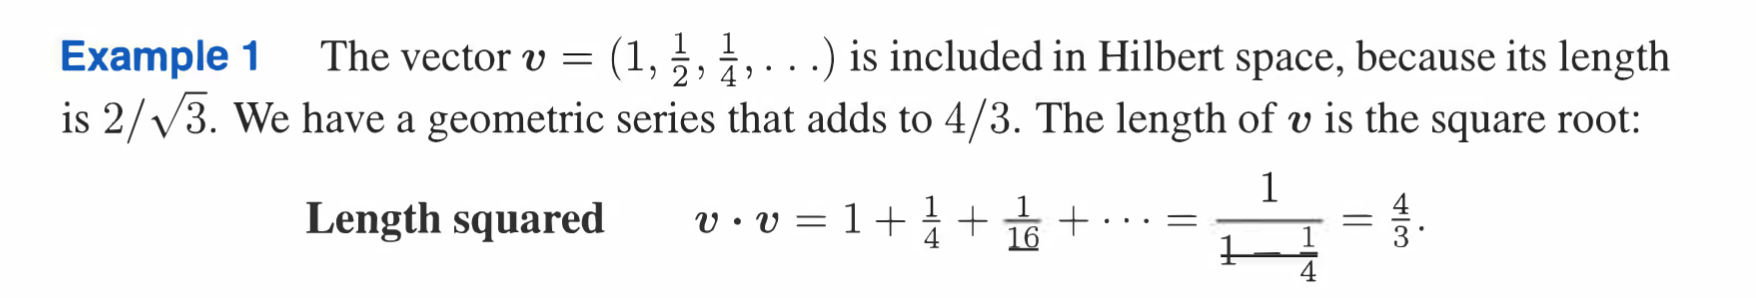 Example 1 The vector v = (1, 1/2, 1/4, . . .) is included in Hilbert space, because its length
is 2/√3. We have a geometric series that adds to 4/3. The length of v is the square root:
Length squared v · v = 1 + 1/4 + 1/16 + · · · = 1/(1 − 1/4) = 4/3.